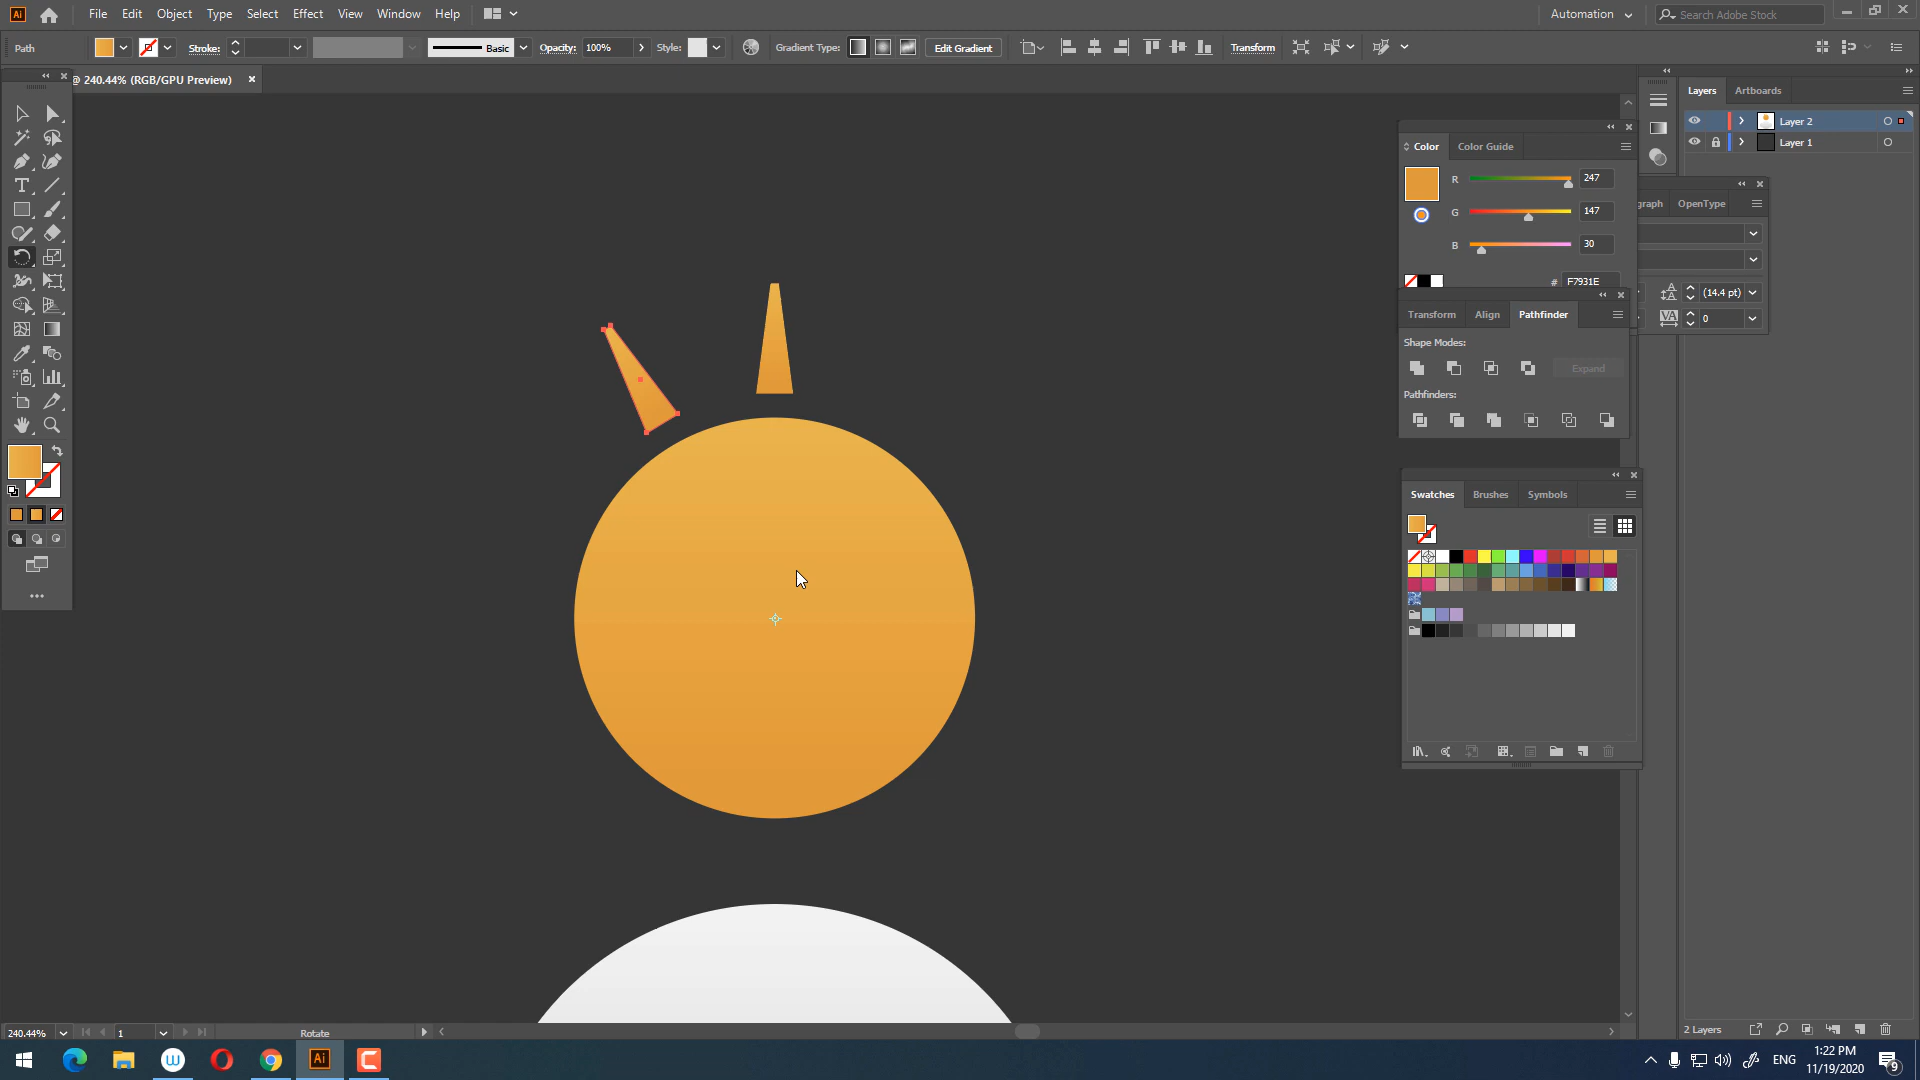 Ai File Edit Object Type Select Effect View Window Help Automation Search Adobe Stock
Path Stroke: Basic Opacity: 100% Style: Gradient Type: Edit Gradient Transform
@ 240.44% (RGB/GPU Preview)
Layers Artboards
Layer 2
Layer 1
Color Color Guide
R 247
G 147
B 30
# F7931E
graph OpenType
(14.4 pt)
VA 0
Transform Align Pathfinder
Shape Modes:
Expand
Pathfinders:
Swatches Brushes Symbols
240.44% 1 Rotate
2 Layers
Ai ENG 1:22 PM
11/19/2020 9